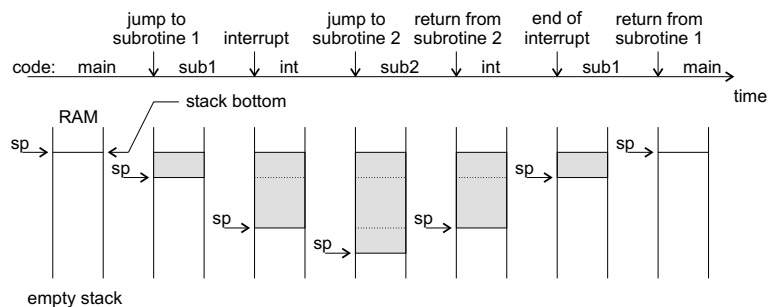 jump to
subrotine 1
interrupt
jump to
subrotine 2
return from
subrotine 2
end of
interrupt
return from
subrotine 1
code: main sub1 int sub2 int sub1 main
time
stack bottom
RAM
sp
sp
sp
sp
sp
sp
sp
empty stack